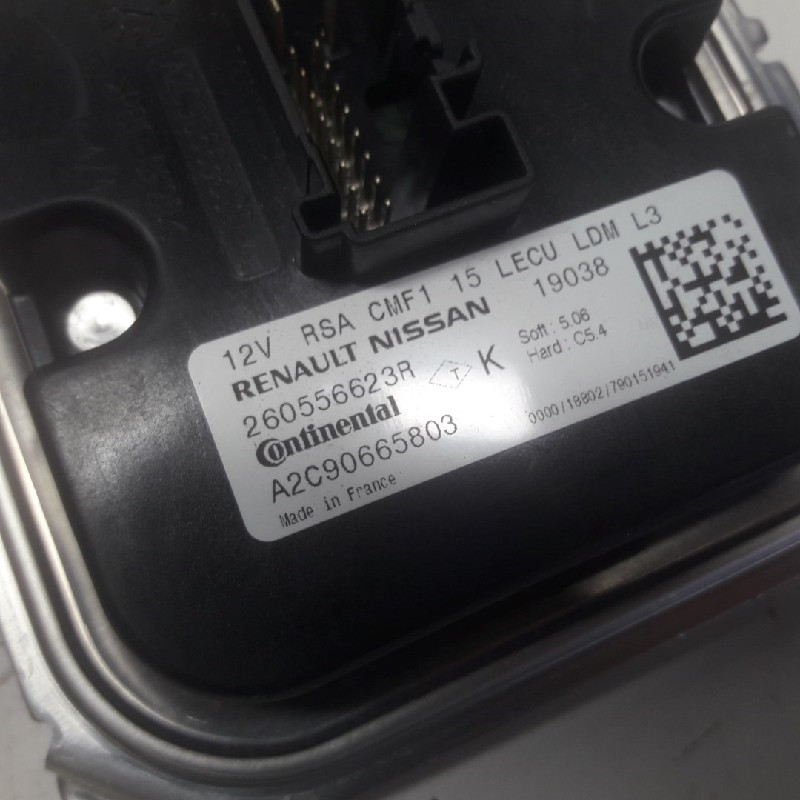 12V RSA CMF1 15 LECU LDM L3
RENAULT NISSAN 19038
260556623R T K Soft : 5.06
Hard : C5.4
Continental
A2C90665803 0000/18802/790151941
Made in France